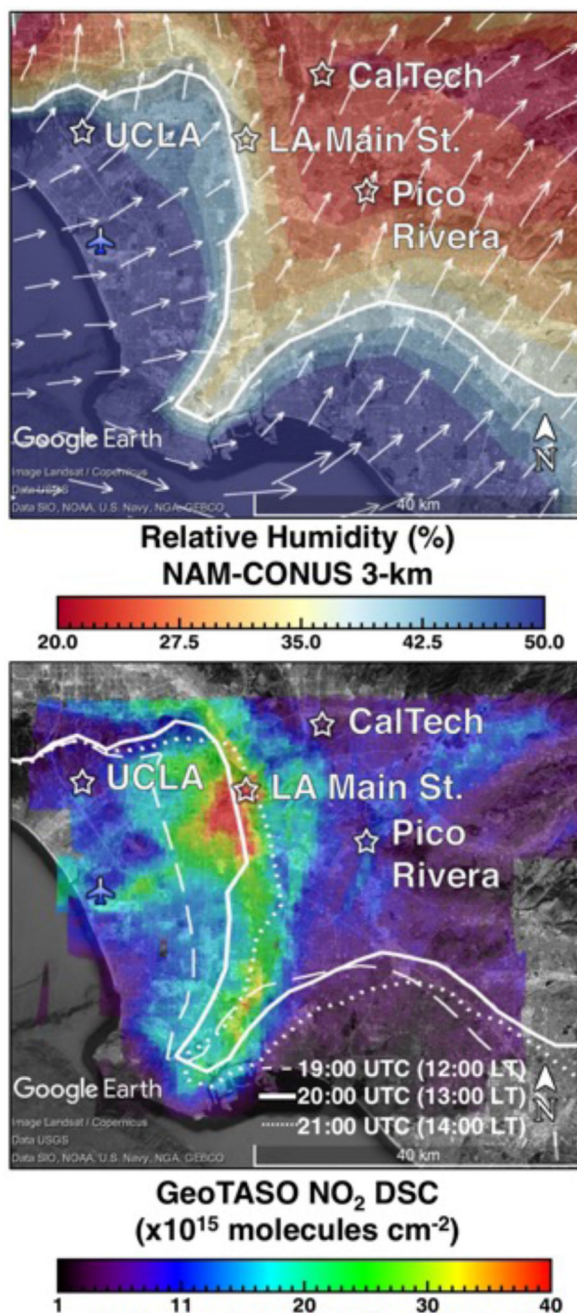 CalTech
UCLA
LA Main St.
Pico
Rivera
Google Earth
N
Image Landsat / Copernicus
Data USGS
Data SIO, NOAA, U.S. Navy, NGA, GEBCO
40 km
Relative Humidity (%)
NAM-CONUS 3-km
20.0 27.5 35.0 42.5 50.0
CalTech
UCLA
LA Main St.
Pico
Rivera
19:00 UTC (12:00 LT)
Google Earth
20:00 UTC (13:00 LT)
N
Image Landsat / Copernicus
21:00 UTC (14:00 LT)
Data USGS
Data SIO, NOAA, U.S. Navy, NGA, GEBCO
40 km
GeoTASO NO₂ DSC
(x10¹⁵ molecules cm⁻²)
1 11 20 30 40